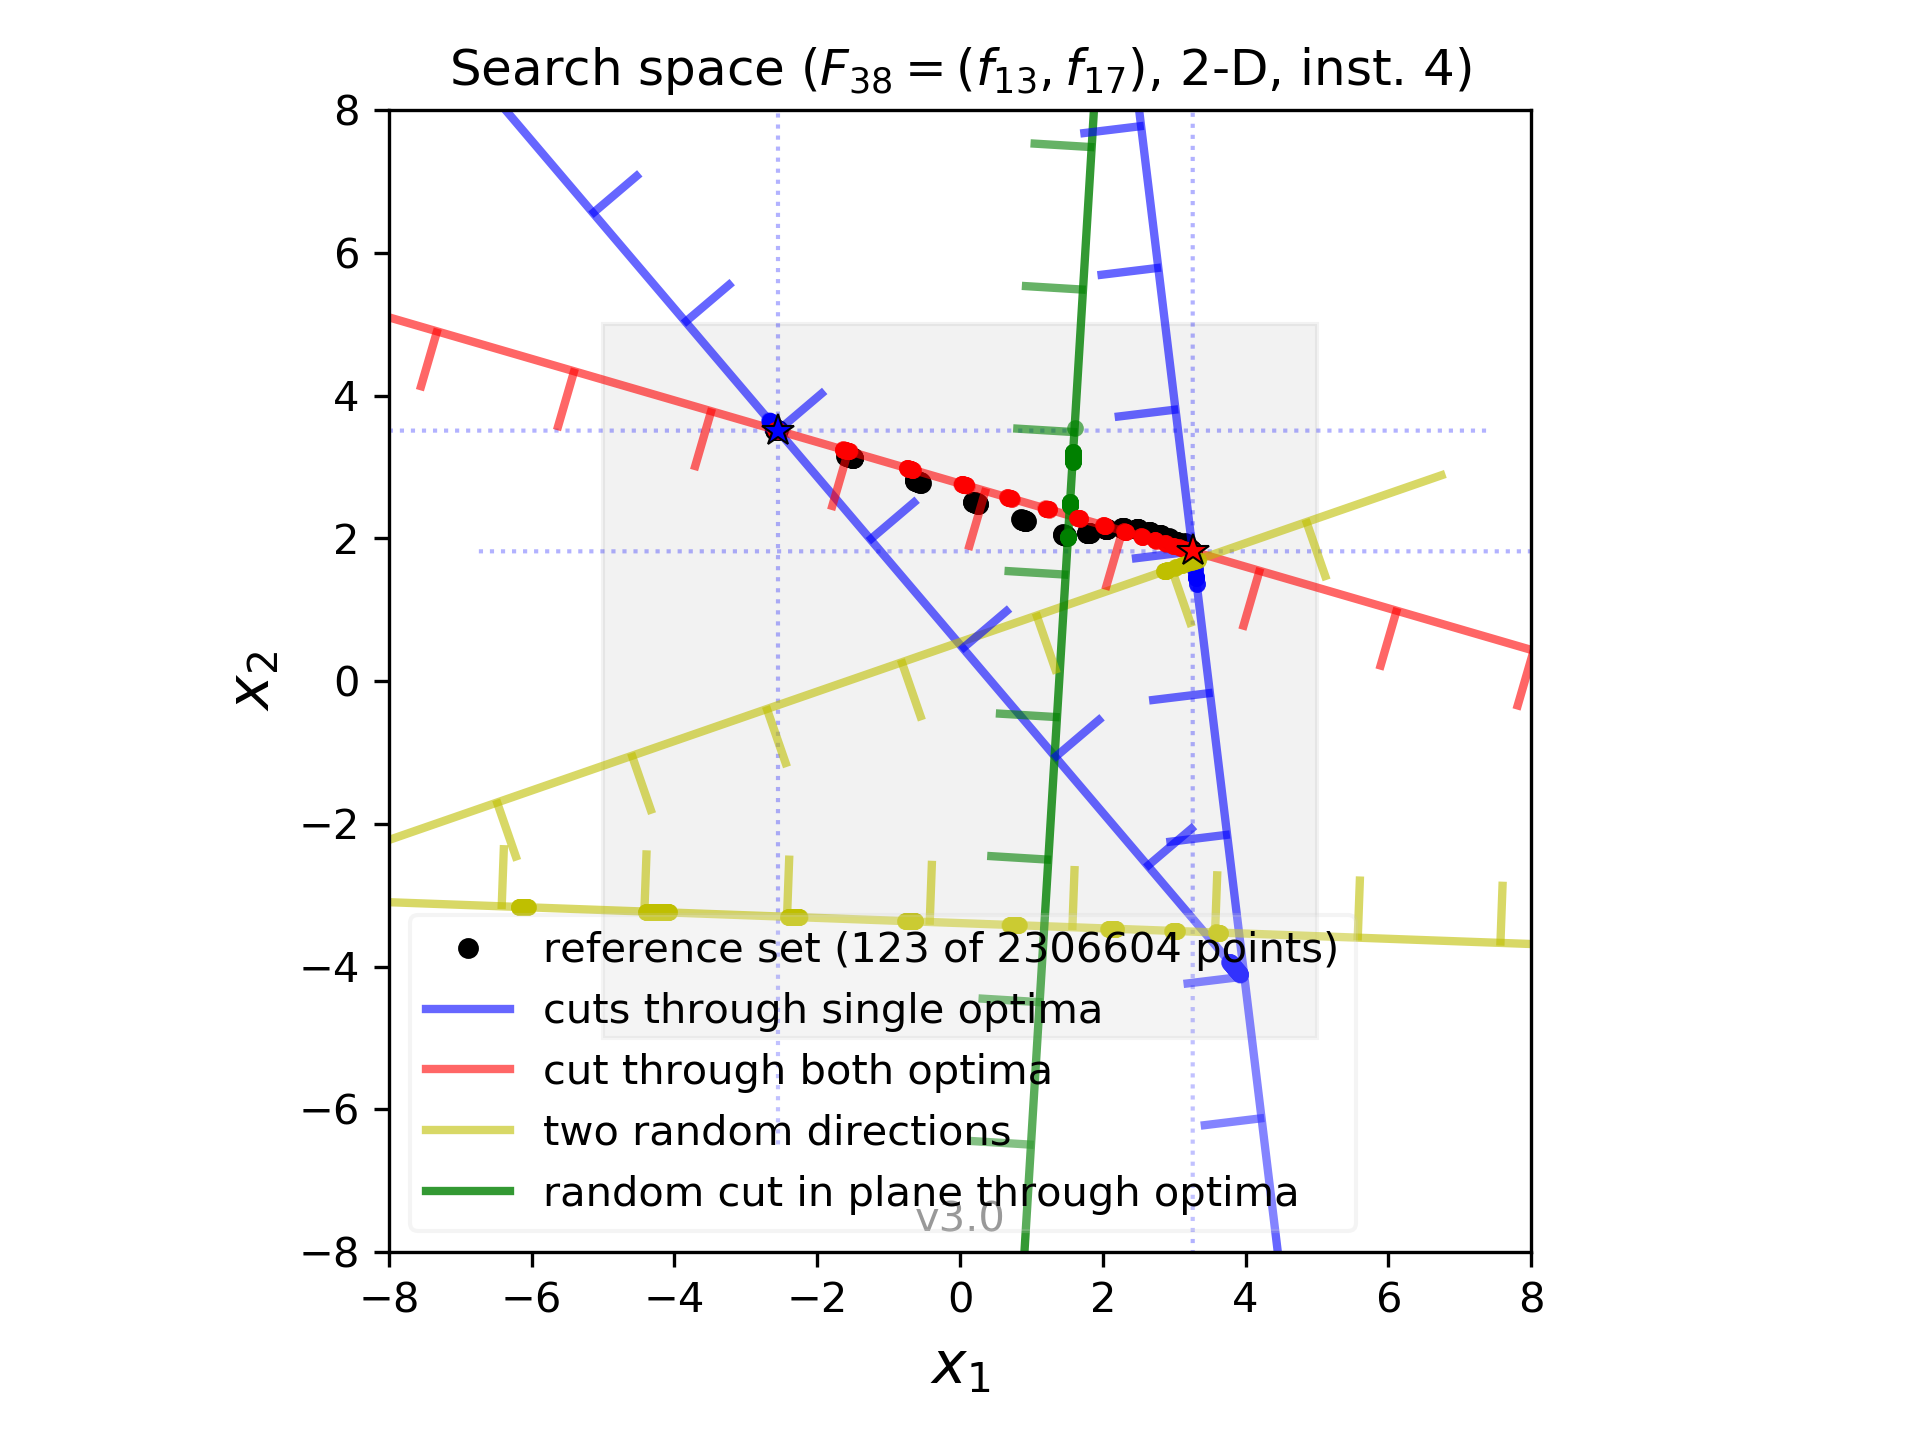 Search space (F₃₈ = (f₁₃, f₁₇), 2-D, inst. 4)
8
6
4
2
0
−2
−4
−6
−8
x₂
reference set (123 of 2306604 points)
cuts through single optima
cut through both optima
two random directions
random cut in plane through optima
v3.0
−8 −6 −4 −2 0 2 4 6 8
x₁